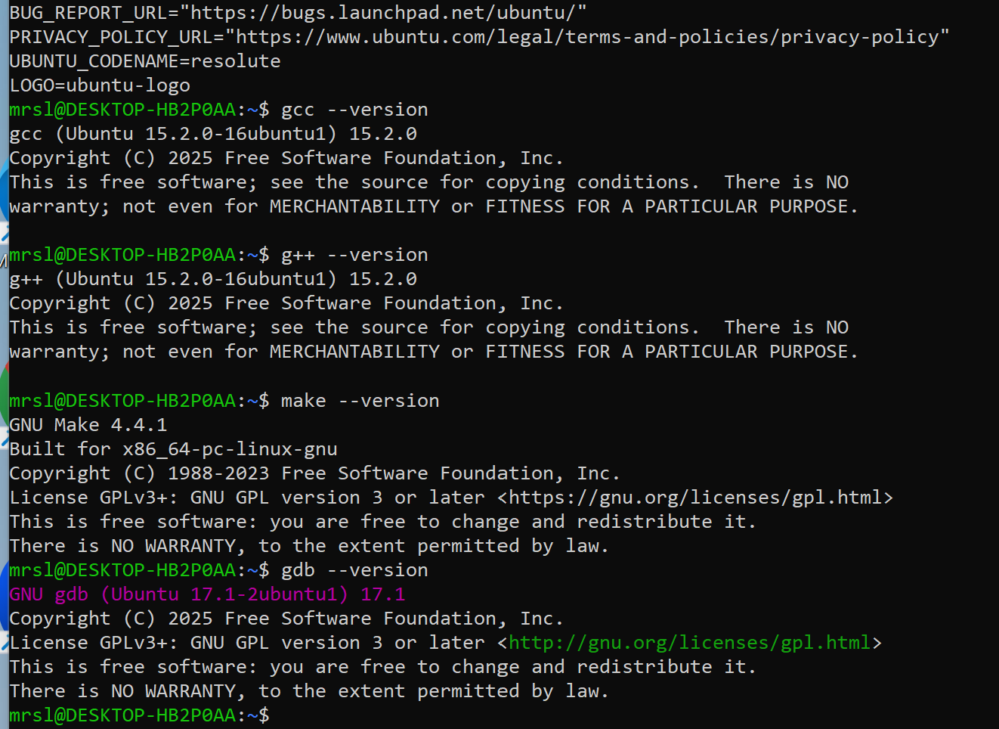 BUG_REPORT_URL="https://bugs.launchpad.net/ubuntu/"
PRIVACY_POLICY_URL="https://www.ubuntu.com/legal/terms-and-policies/privacy-policy"
UBUNTU_CODENAME=resolute
LOGO=ubuntu-logo
mrsl@DESKTOP-HB2P0AA:~$ gcc --version
gcc (Ubuntu 15.2.0-16ubuntu1) 15.2.0
Copyright (C) 2025 Free Software Foundation, Inc.
This is free software; see the source for copying conditions.  There is NO
warranty; not even for MERCHANTABILITY or FITNESS FOR A PARTICULAR PURPOSE.

mrsl@DESKTOP-HB2P0AA:~$ g++ --version
g++ (Ubuntu 15.2.0-16ubuntu1) 15.2.0
Copyright (C) 2025 Free Software Foundation, Inc.
This is free software; see the source for copying conditions.  There is NO
warranty; not even for MERCHANTABILITY or FITNESS FOR A PARTICULAR PURPOSE.

mrsl@DESKTOP-HB2P0AA:~$ make --version
GNU Make 4.4.1
Built for x86_64-pc-linux-gnu
Copyright (C) 1988-2023 Free Software Foundation, Inc.
License GPLv3+: GNU GPL version 3 or later <https://gnu.org/licenses/gpl.html>
This is free software: you are free to change and redistribute it.
There is NO WARRANTY, to the extent permitted by law.
mrsl@DESKTOP-HB2P0AA:~$ gdb --version
GNU gdb (Ubuntu 17.1-2ubuntu1) 17.1
Copyright (C) 2025 Free Software Foundation, Inc.
License GPLv3+: GNU GPL version 3 or later <http://gnu.org/licenses/gpl.html>
This is free software: you are free to change and redistribute it.
There is NO WARRANTY, to the extent permitted by law.
mrsl@DESKTOP-HB2P0AA:~$